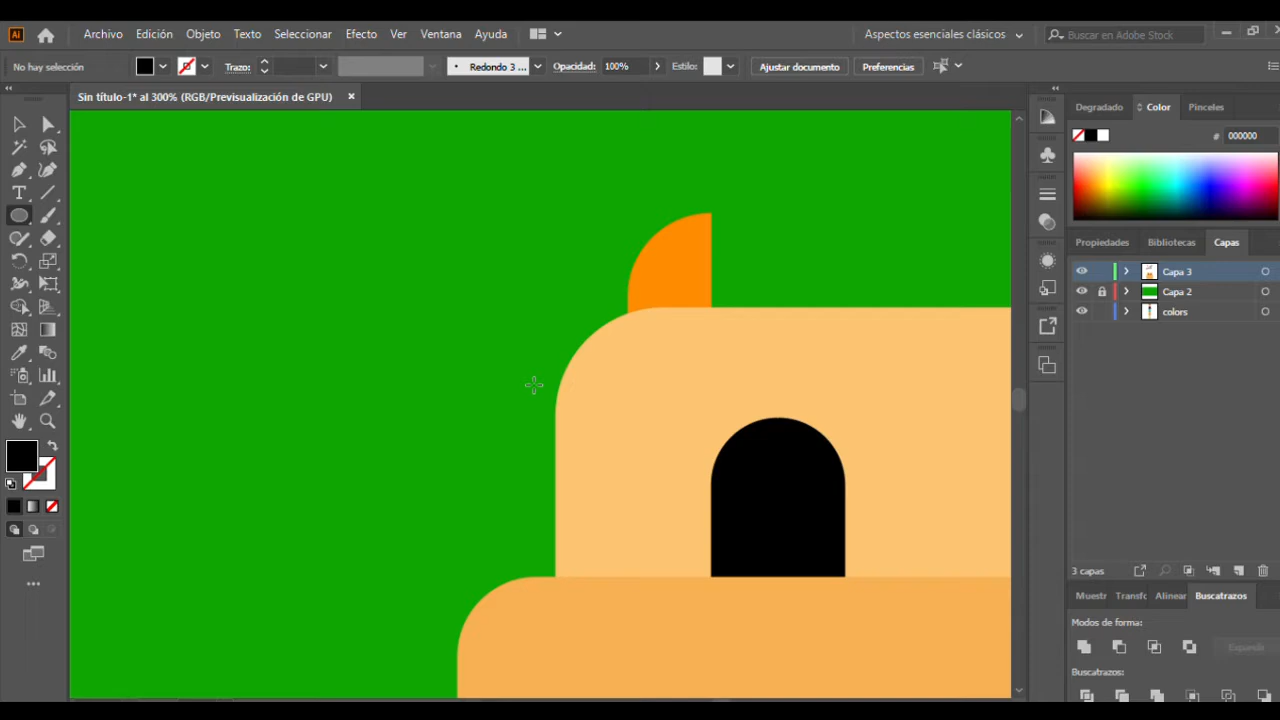 Ai Archivo Edición Objeto Texto Seleccionar Efecto Ver Ventana Ayuda Aspectos esenciales clásicos Buscar en Adobe Stock
No hay selección Trazo: Redondo 3 ... Opacidad: 100% Estilo: Ajustar documento Preferencias
Sin título-1* al 300% (RGB/Previsualización de GPU)
Degradado Color Pinceles
# 000000
Propiedades Bibliotecas Capas
Capa 3
Capa 2
colors
3 capas
Muestr Transfo Alinear Buscatrazos
Modos de forma:
Expandir
Buscatrazos: